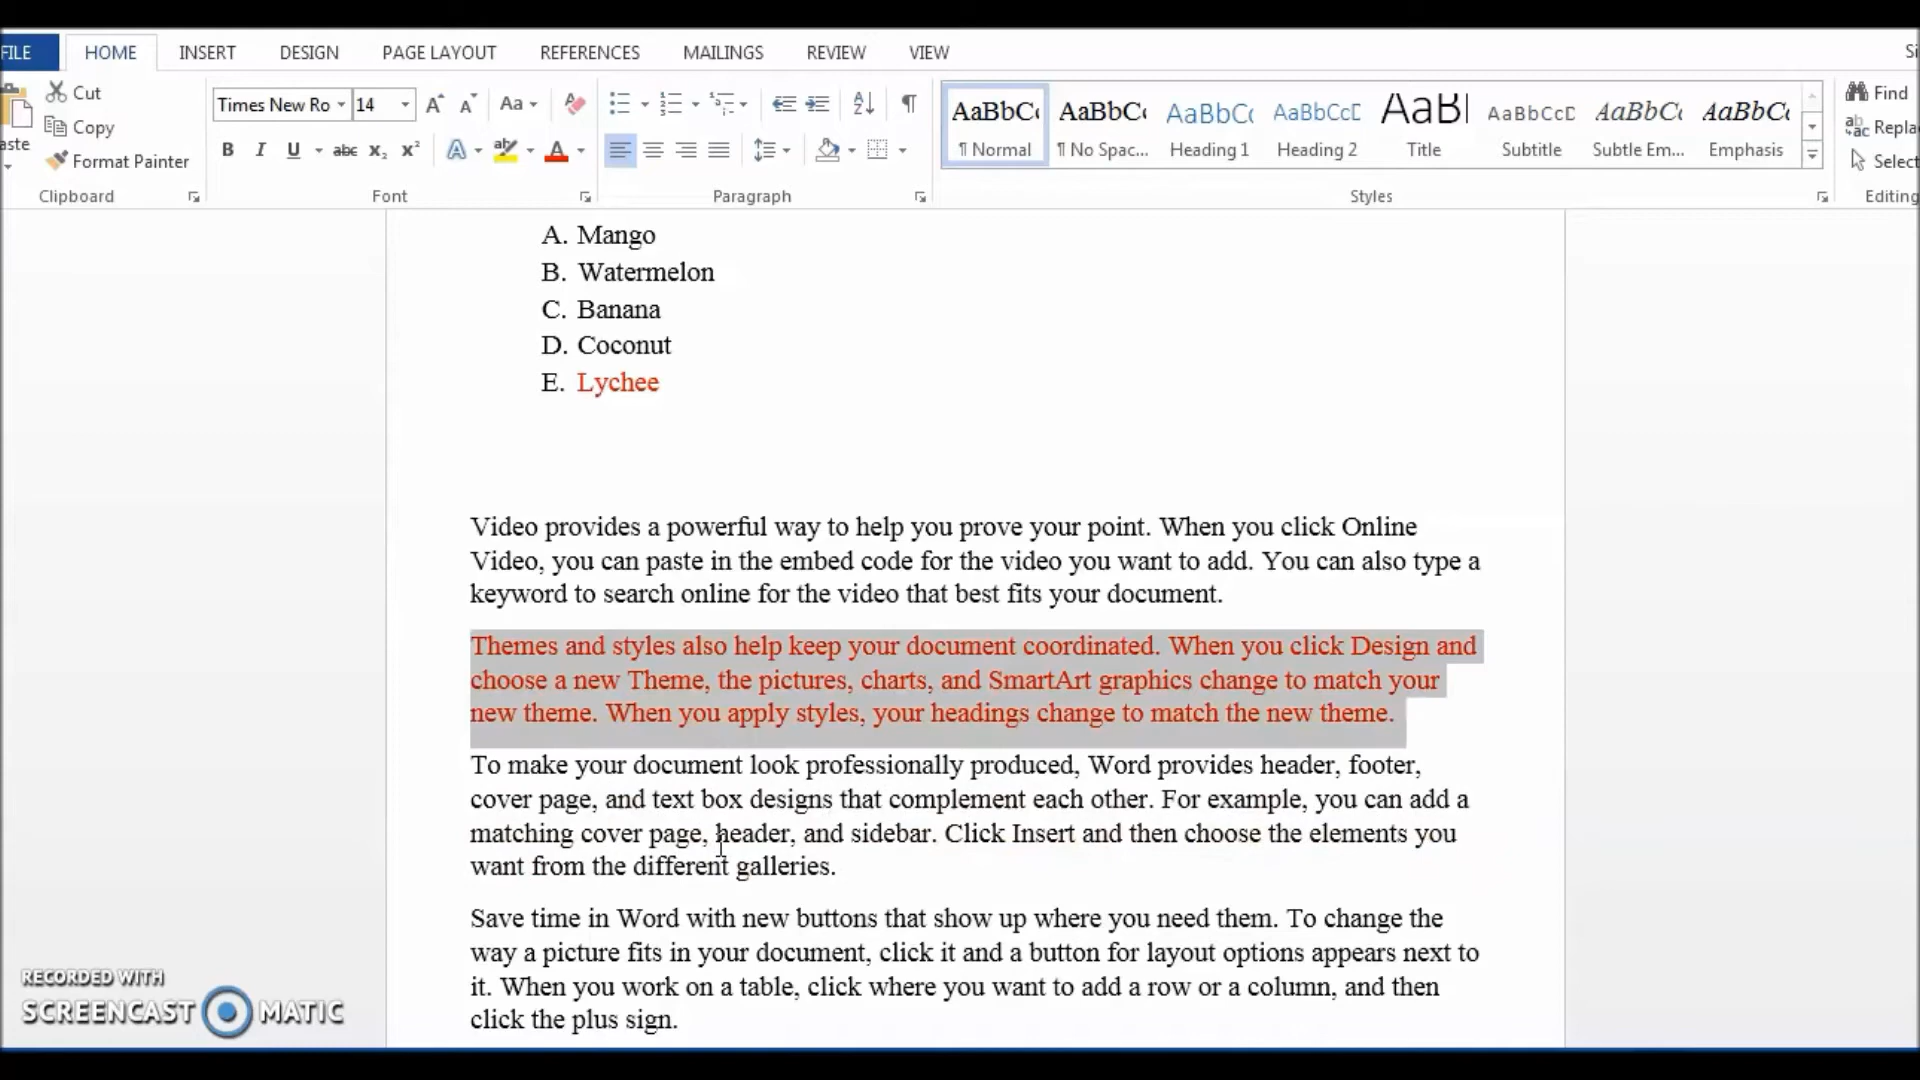 FILE HOME INSERT DESIGN PAGE LAYOUT REFERENCES MAILINGS REVIEW VIEW
Cut
Copy
Format Painter
Clipboard
Times New Ro 14
Aa
B I U abc X₂ X²
Font
Paragraph
AaBbCc AaBbCc AaBbCc AaBbCcD AaB AaBbCcD AaBbCc AaBbCc
¶ Normal ¶ No Spac... Heading 1 Heading 2 Title Subtitle Subtle Em... Emphasis
Styles
Find
Select
Editing
A. Mango
B. Watermelon
C. Banana
D. Coconut
E. Lychee
Video provides a powerful way to help you prove your point. When you click Online
Video, you can paste in the embed code for the video you want to add. You can also type a
keyword to search online for the video that best fits your document.
Themes and styles also help keep your document coordinated. When you click Design and
choose a new Theme, the pictures, charts, and SmartArt graphics change to match your
new theme. When you apply styles, your headings change to match the new theme.
To make your document look professionally produced, Word provides header, footer,
cover page, and text box designs that complement each other. For example, you can add a
matching cover page, header, and sidebar. Click Insert and then choose the elements you
want from the different galleries.
Save time in Word with new buttons that show up where you need them. To change the
way a picture fits in your document, click it and a button for layout options appears next to
it. When you work on a table, click where you want to add a row or a column, and then
click the plus sign.
RECORDED WITH
SCREENCAST MATIC